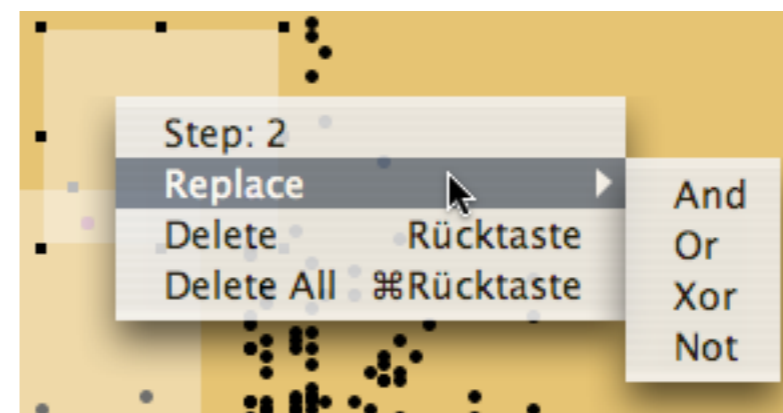 Step: 2
Replace
Delete Rücktaste
Delete All ⌘Rücktaste
And
Or
Xor
Not